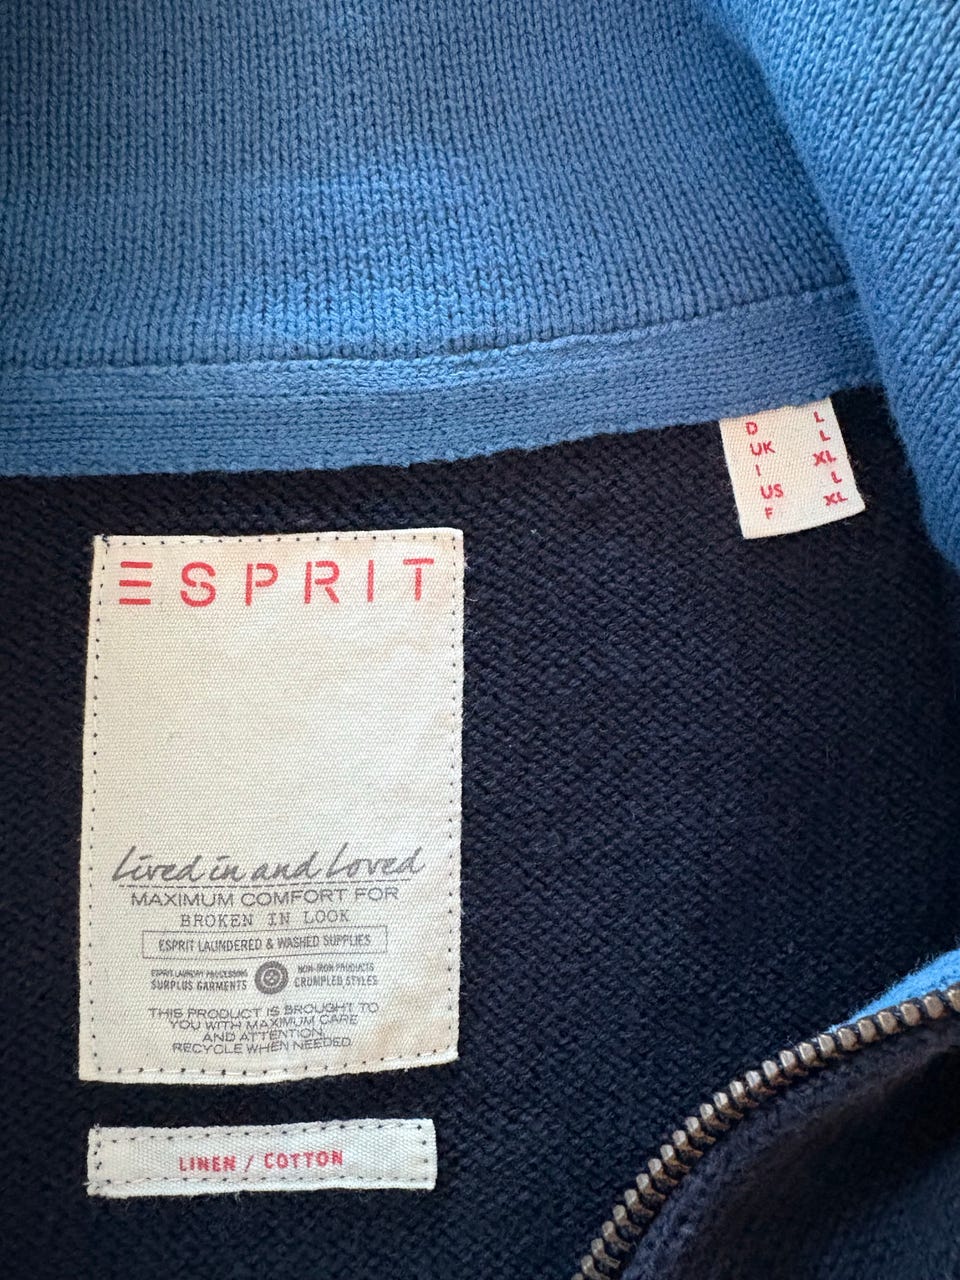 D L
UK L
I XL
US L
F XL
ESPRIT
Lived in and Loved
MAXIMUM COMFORT FOR
BROKEN IN LOOK
ESPRIT LAUNDERED & WASHED SUPPLIES
ESPRIT LAUNDRY PROCESSING NON-IRON PRODUCTS
SURPLUS GARMENTS CRUMPLED STYLES
THIS PRODUCT IS BROUGHT TO
YOU WITH MAXIMUM CARE
AND ATTENTION.
RECYCLE WHEN NEEDED.
LINEN / COTTON